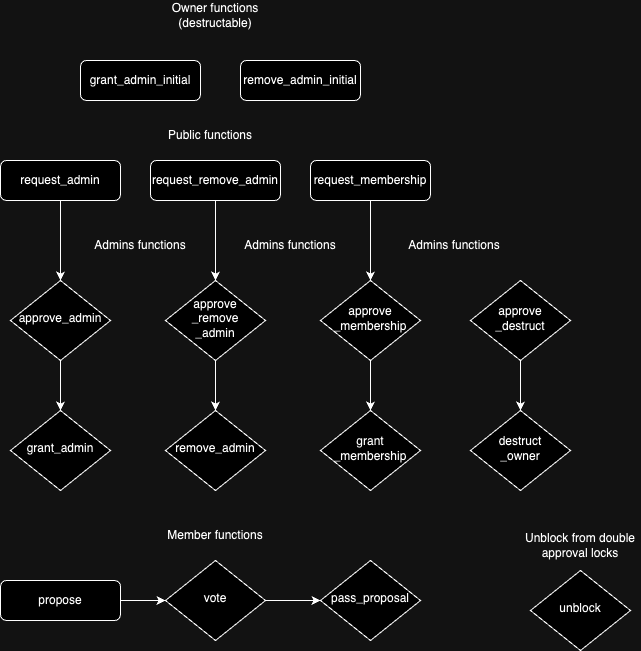 Owner functions
(destructable)
grant_admin_initial
remove_admin_initial
Public functions
request_admin
request_remove_admin
request_membership
Admins functions
Admins functions
Admins functions
approve_admin
approve
_remove
_admin
approve
_membership
approve
_destruct
grant_admin
remove_admin
grant
_membership
destruct
_owner
Member functions
Unblock from double
approval locks
propose
vote
pass_proposal
unblock